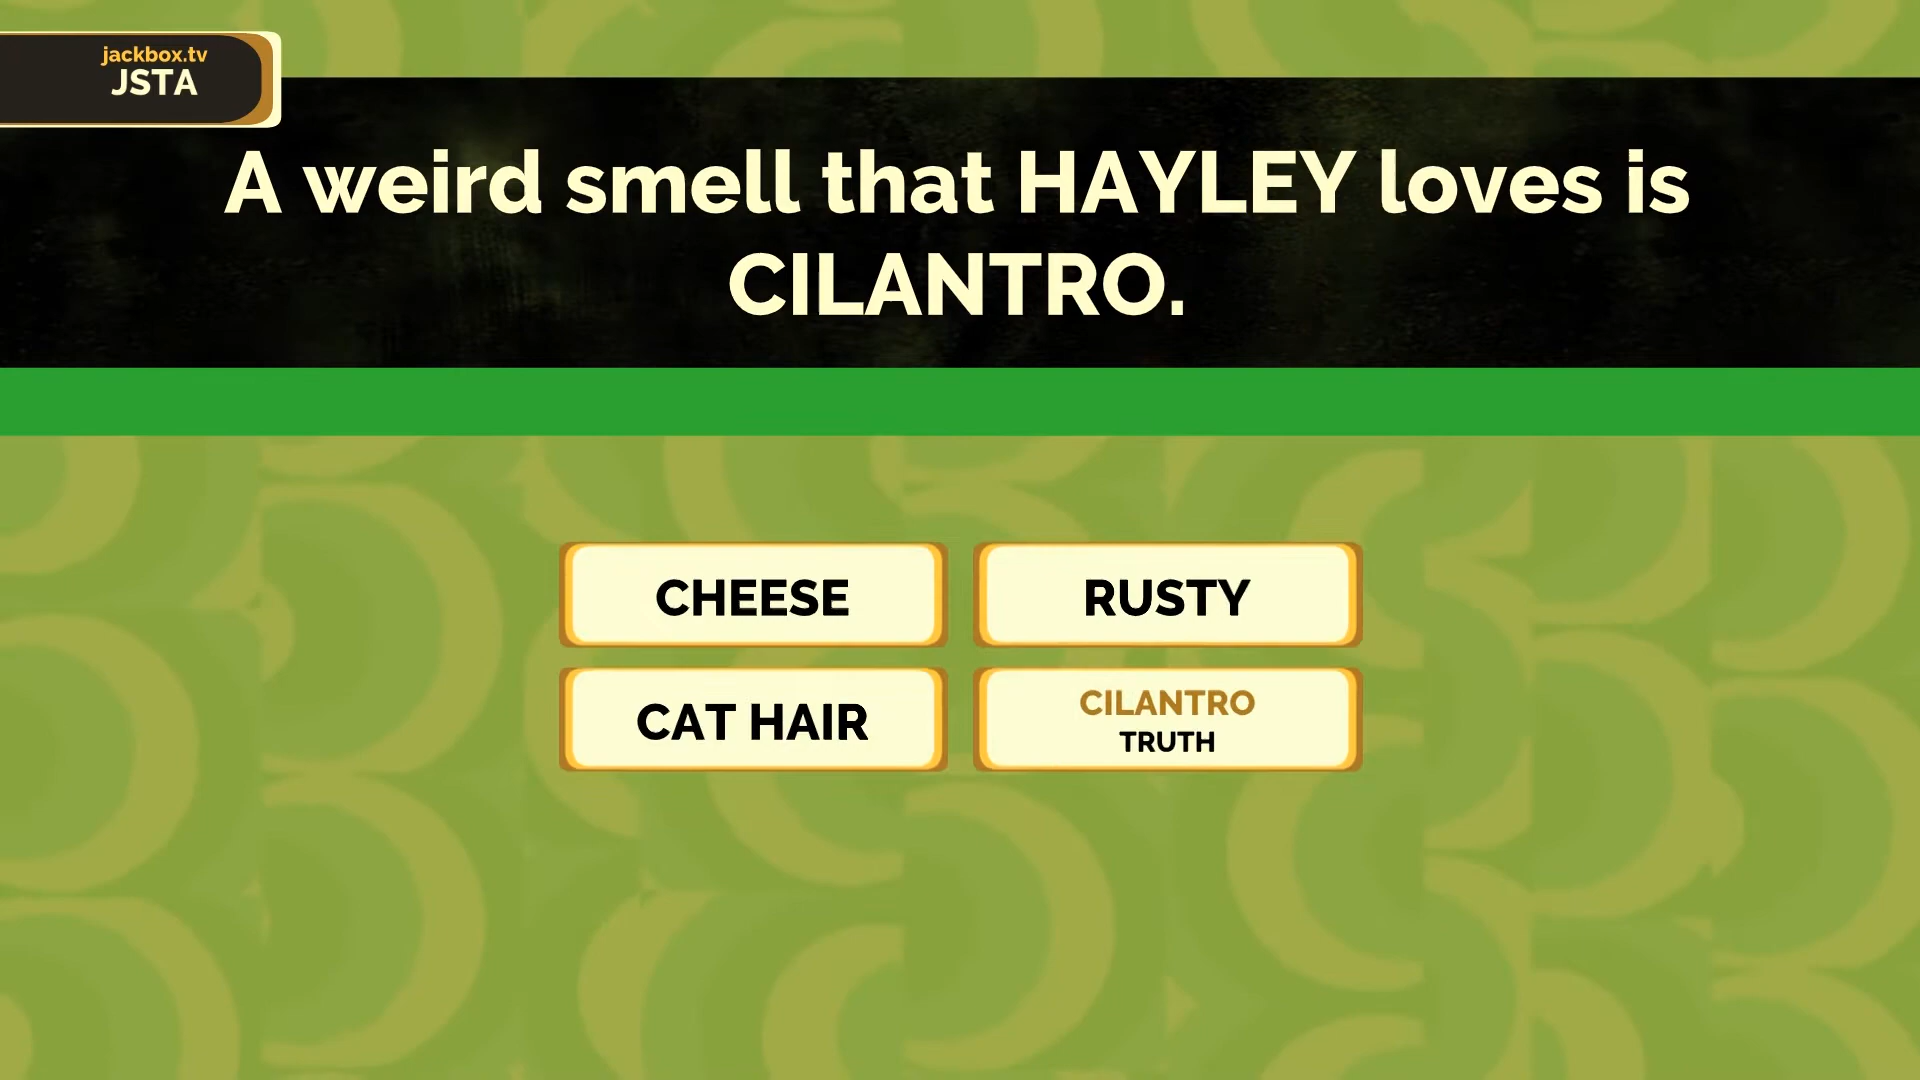 jackbox.tv
JSTA
A weird smell that HAYLEY loves is
CILANTRO.
CHEESE
RUSTY
CAT HAIR
CILANTRO
TRUTH